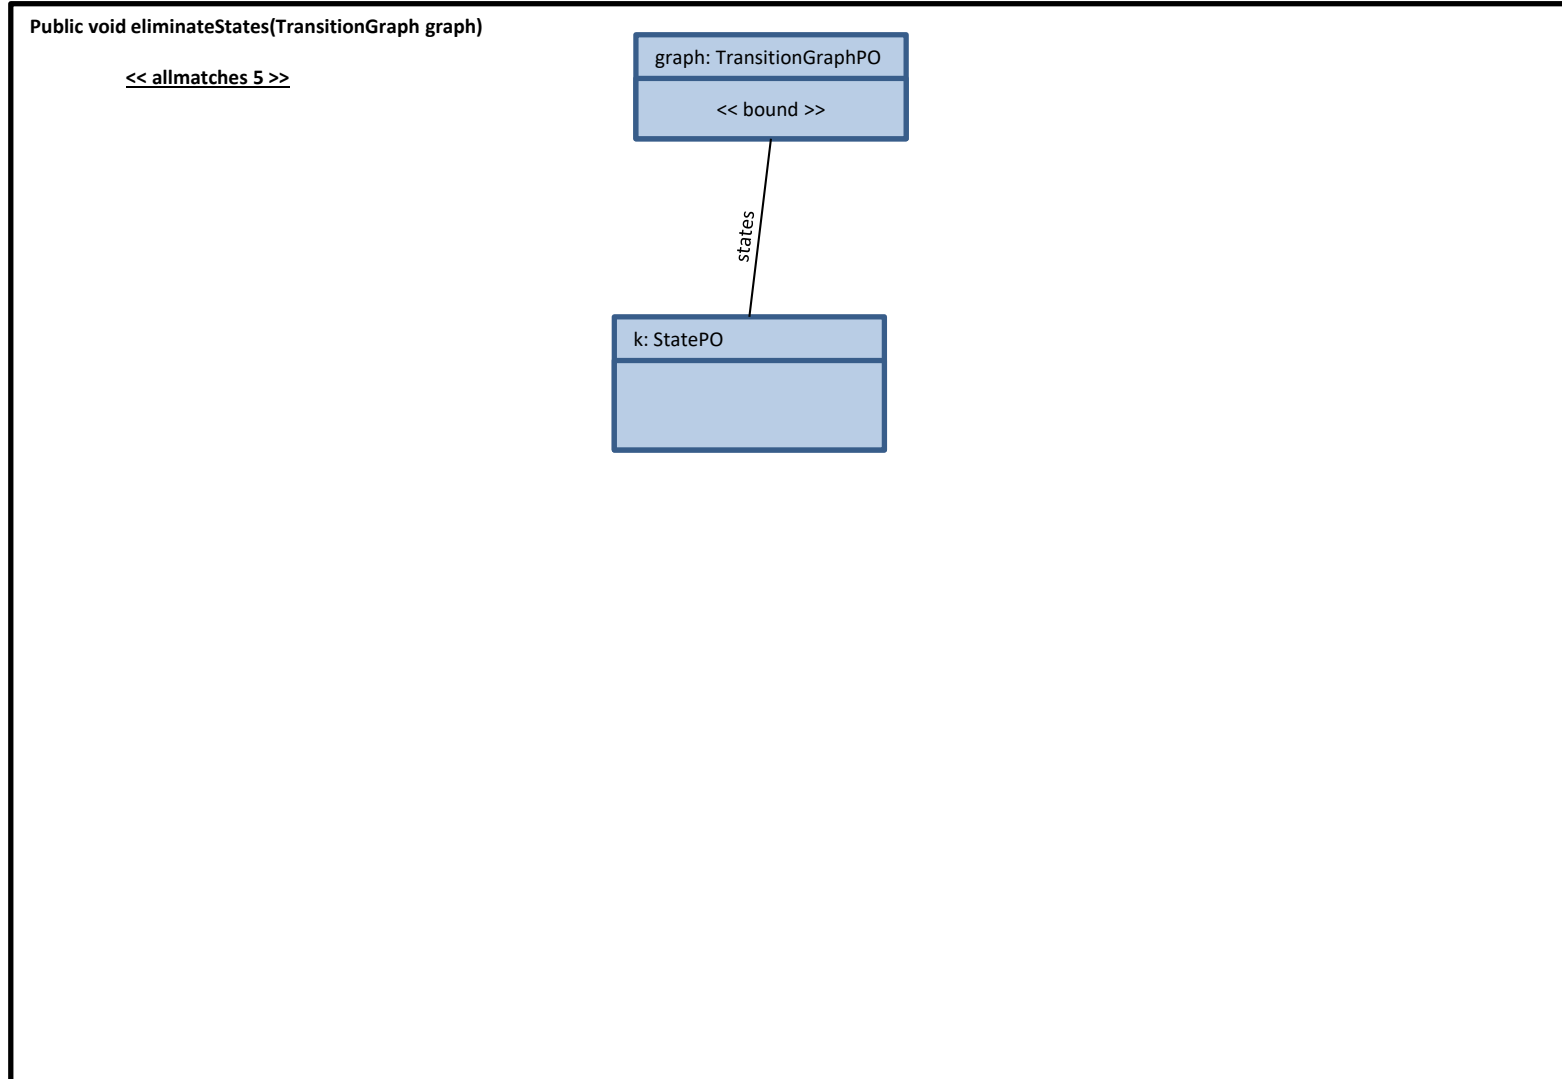 Public void eliminateStates(TransitionGraph graph)
<< allmatches 5 >>
graph: TransitionGraphPO
<< bound >>
states
k: StatePO